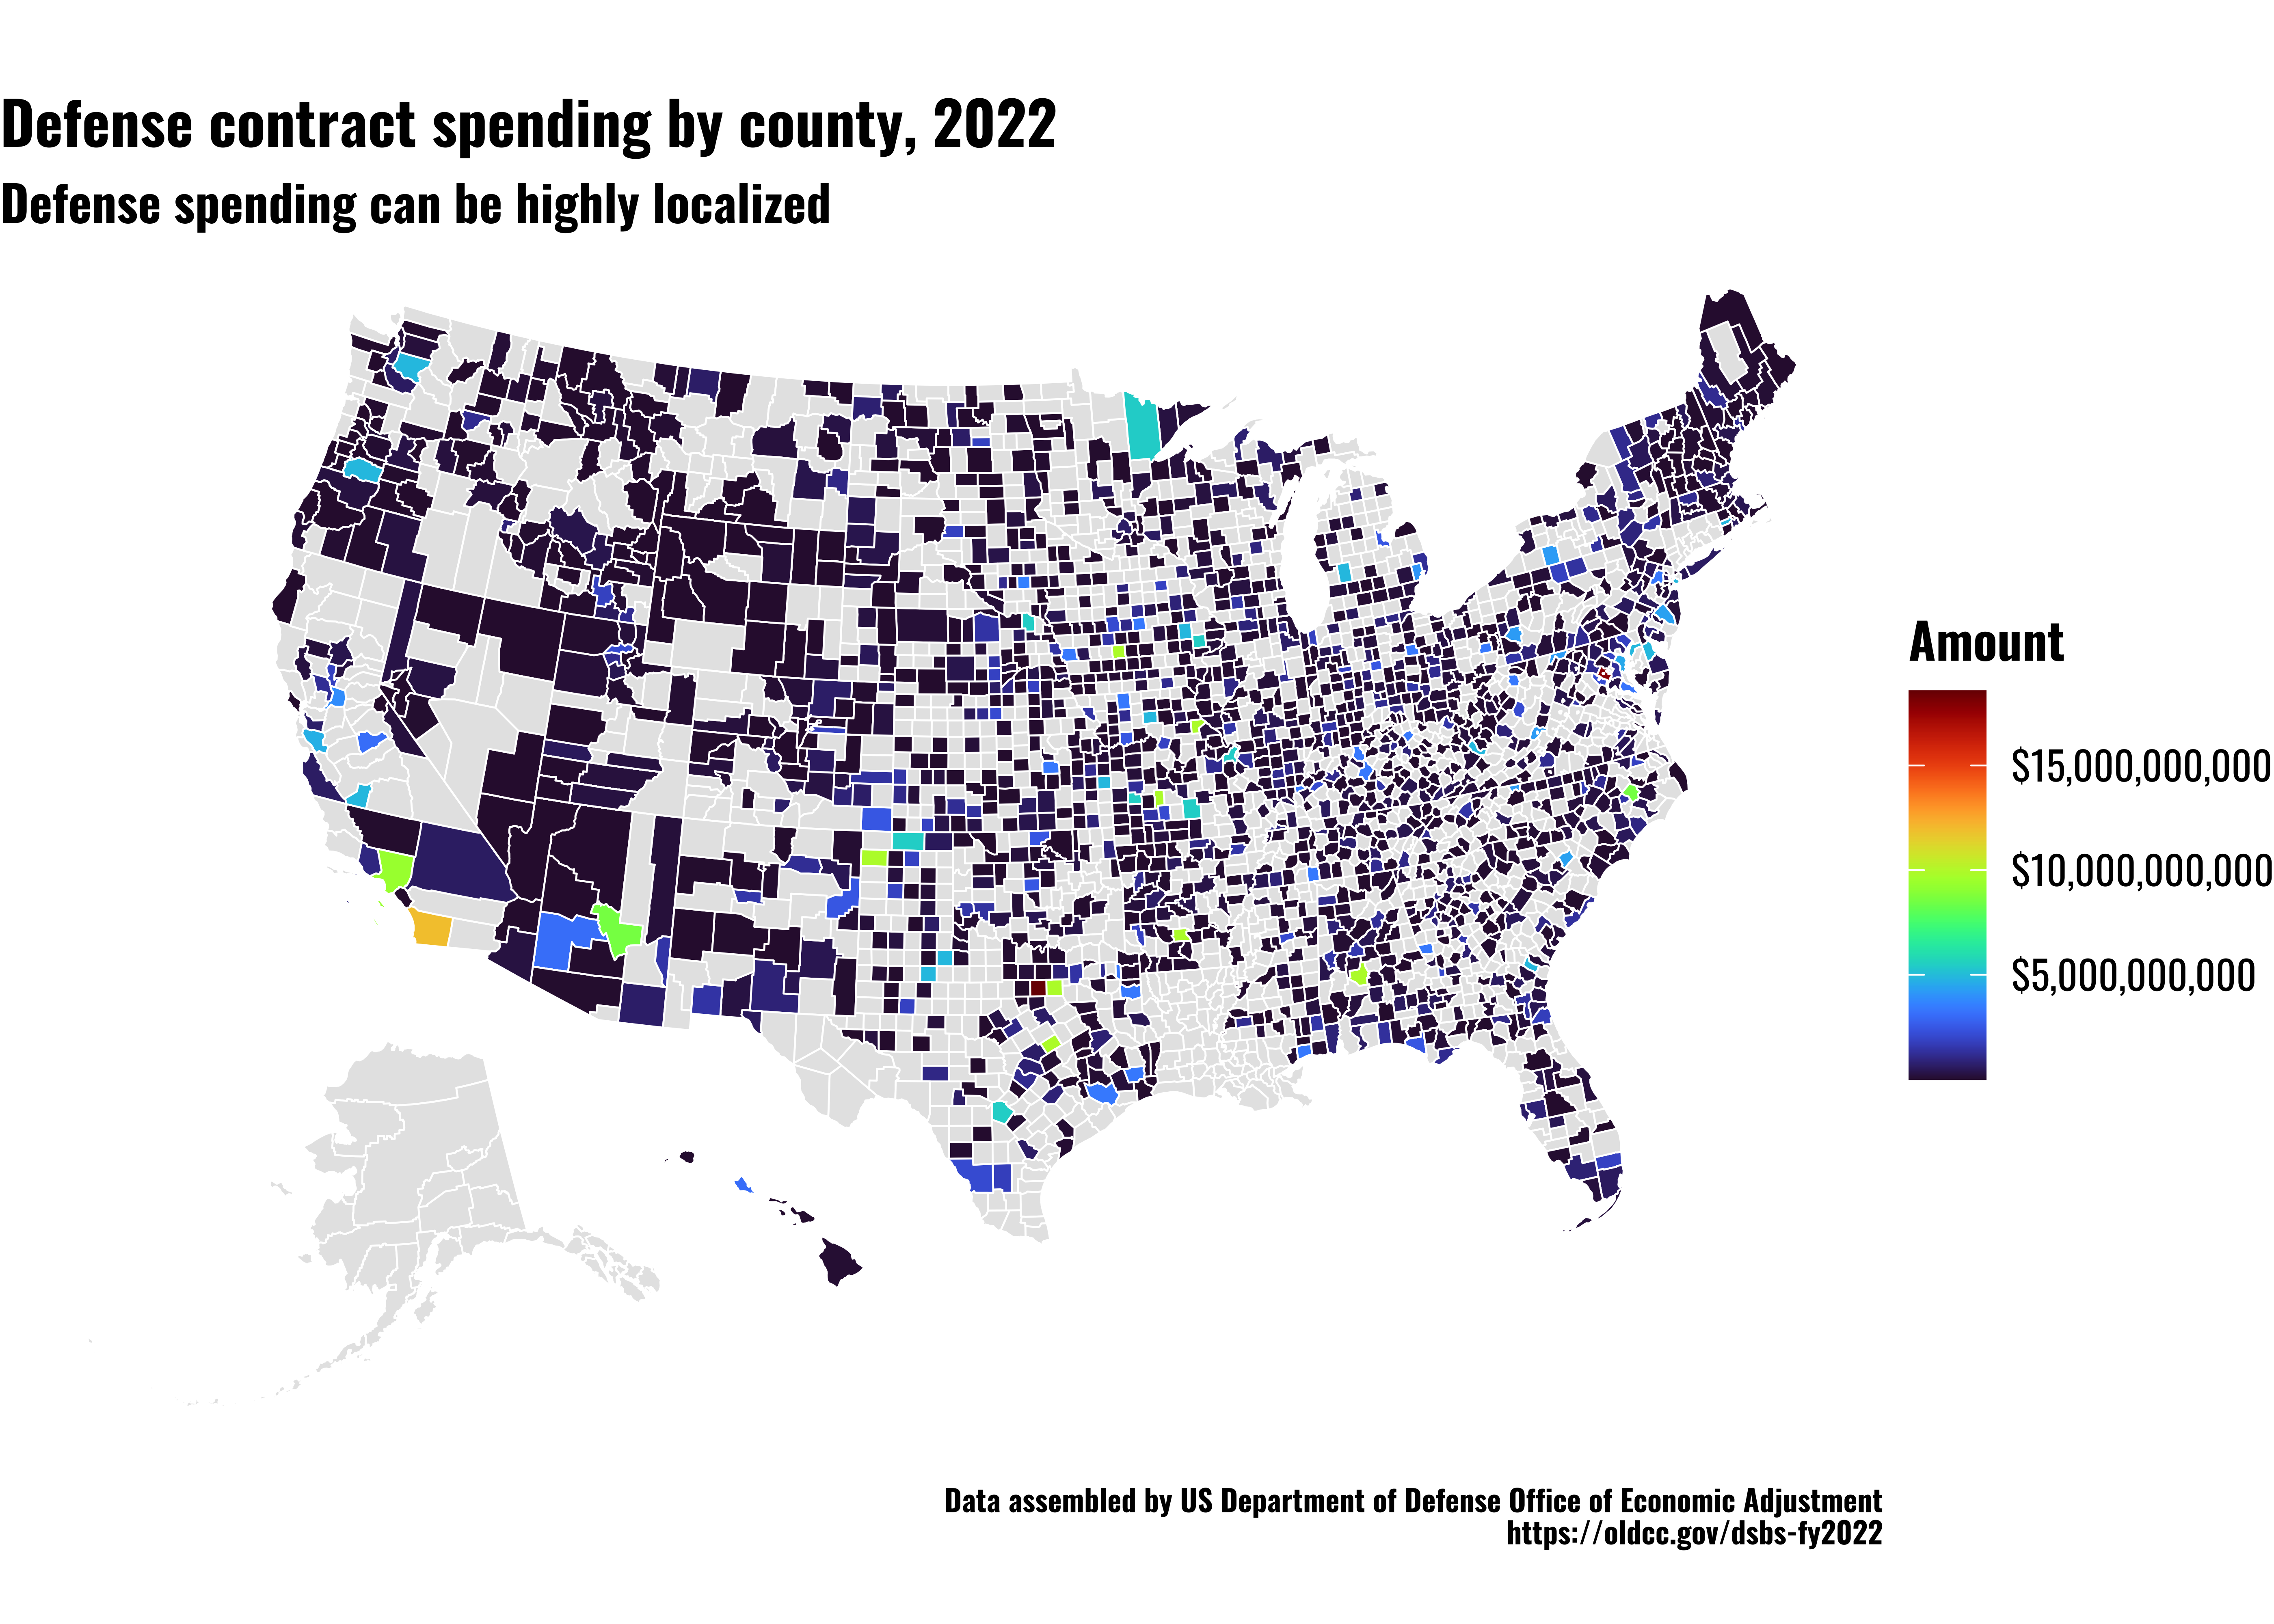 Defense contract spending by county, 2022
Defense spending can be highly localized
Amount
$15,000,000,000
$10,000,000,000
$5,000,000,000
Data assembled by US Department of Defense Office of Economic Adjustment
https://oldcc.gov/dsbs-fy2022